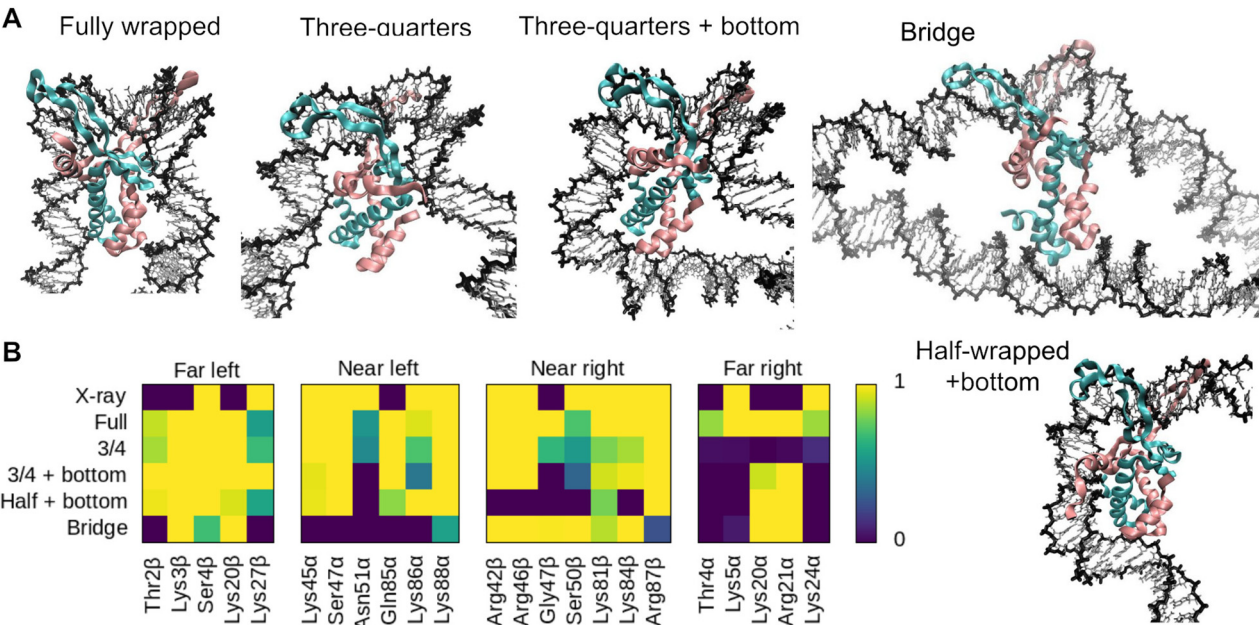 A
Fully wrapped
Three-quarters
Three-quarters + bottom
Bridge
B
Half-wrapped
+bottom
Far left
Near left
Near right
Far right
X-ray
Full
3/4
3/4 + bottom
Half + bottom
Bridge
1
0
Thr2β
Lys3β
Ser4β
Lys20β
Lys27β
Lys45α
Ser47α
Asn51α
Gln85α
Lys86α
Lys88α
Arg42β
Arg46β
Gly47β
Ser50β
Lys81β
Lys84β
Arg87β
Thr4α
Lys5α
Lys20α
Arg21α
Lys24α